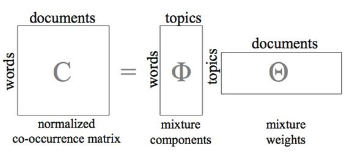 documents
words
C
normalized
co-occurrence matrix
=
topics
words
Φ
mixture
components
documents
topics
Θ
mixture
weights